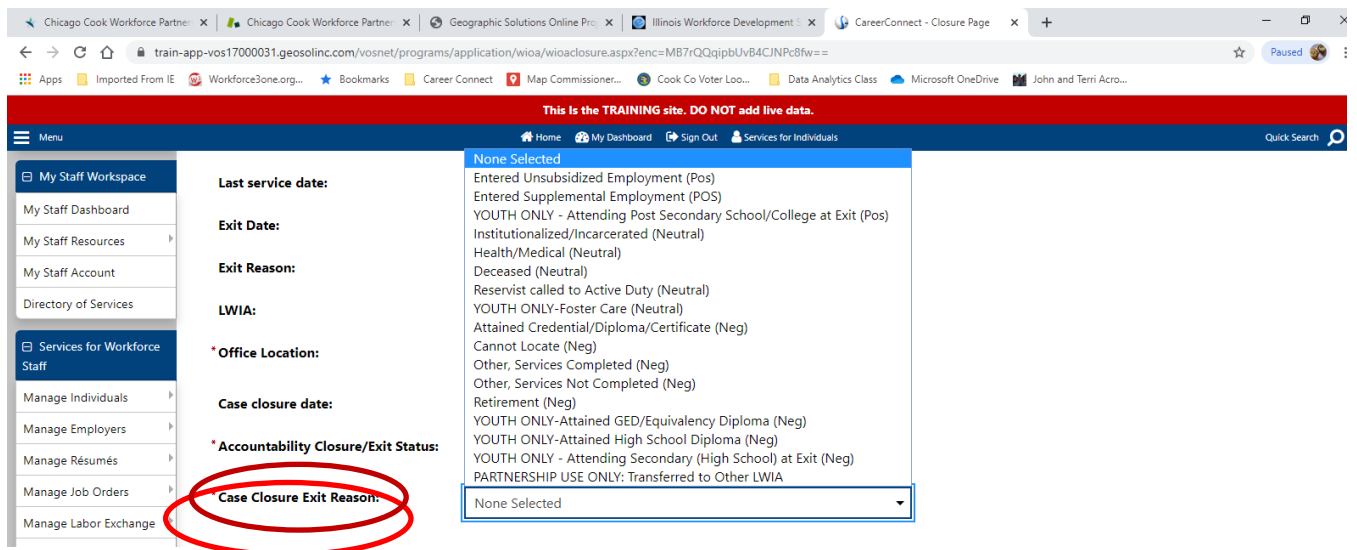 Chicago Cook Workforce Partner
Chicago Cook Workforce Partner
Geographic Solutions Online Pro
Illinois Workforce Development S
CareerConnect - Closure Page
train-app-vos17000031.geosolinc.com/vosnet/programs/application/wioa/wioaclosure.aspx?enc=MB7rQQqipbUvB4CJNPc8fw==
Paused
Apps
Imported From IE
Workforce3one.org...
Bookmarks
Career Connect
Map Commissioner...
Cook Co Voter Loo...
Data Analytics Class
Microsoft OneDrive
John and Terri Acro...
This Is the TRAINING site. DO NOT add live data.
Menu
Home
My Dashboard
Sign Out
Services for Individuals
Quick Search
My Staff Workspace
My Staff Dashboard
My Staff Resources
My Staff Account
Directory of Services
Services for Workforce
Staff
Manage Individuals
Manage Employers
Manage Résumés
Manage Job Orders
Manage Labor Exchange
Last service date:
Exit Date:
Exit Reason:
LWIA:
*Office Location:
Case closure date:
*Accountability Closure/Exit Status:
*Case Closure Exit Reason:
None Selected
Entered Unsubsidized Employment (Pos)
Entered Supplemental Employment (POS)
YOUTH ONLY - Attending Post Secondary School/College at Exit (Pos)
Institutionalized/Incarcerated (Neutral)
Health/Medical (Neutral)
Deceased (Neutral)
Reservist called to Active Duty (Neutral)
YOUTH ONLY-Foster Care (Neutral)
Attained Credential/Diploma/Certificate (Neg)
Cannot Locate (Neg)
Other, Services Completed (Neg)
Other, Services Not Completed (Neg)
Retirement (Neg)
YOUTH ONLY-Attained GED/Equivalency Diploma (Neg)
YOUTH ONLY-Attained High School Diploma (Neg)
YOUTH ONLY - Attending Secondary (High School) at Exit (Neg)
PARTNERSHIP USE ONLY: Transferred to Other LWIA
None Selected